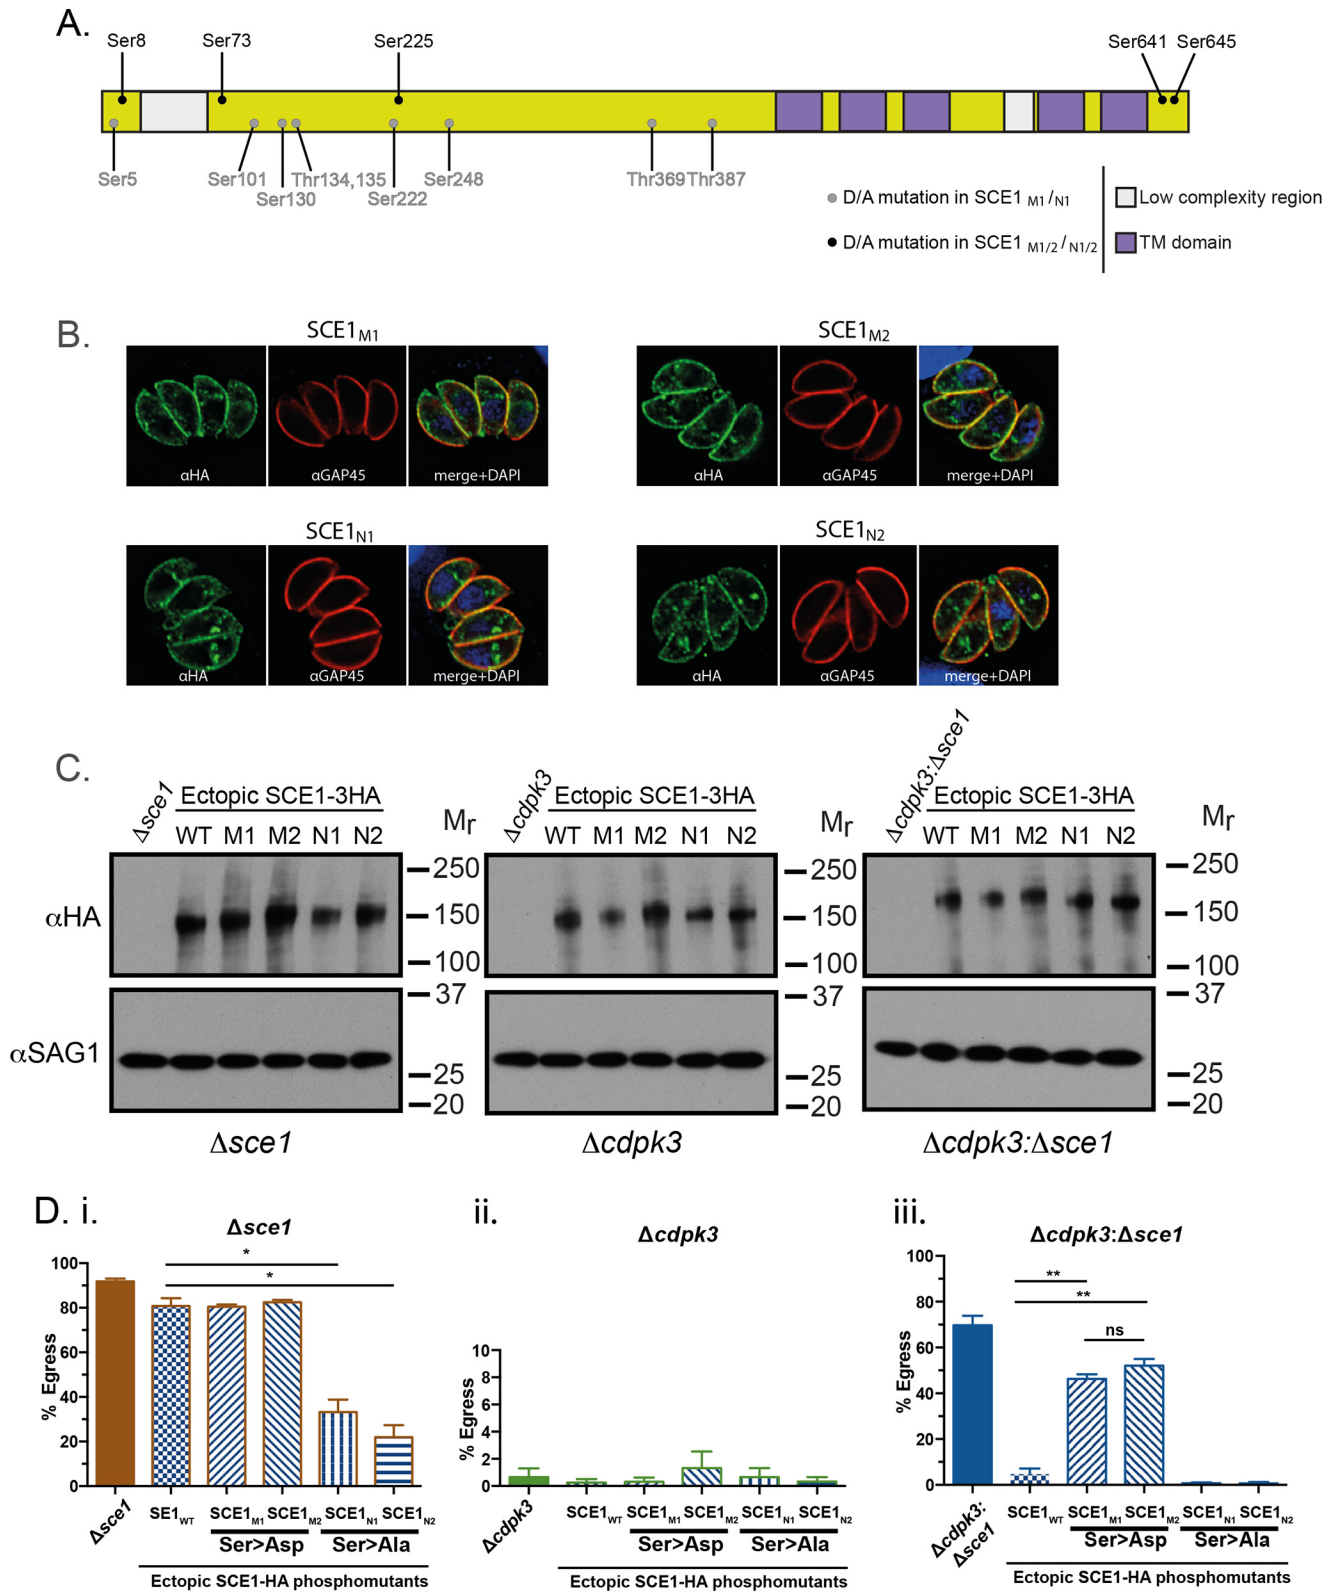 A.
Ser8 Ser73 Ser225 Ser641 Ser645
Ser5 Ser101 Thr134,135 Ser248 Thr369 Thr387
Ser130 Ser222
D/A mutation in SCE1 M1/N1 Low complexity region
D/A mutation in SCE1 M1/2/N1/2 TM domain
B.
SCE1M1 SCE1M2
αHA αGAP45 merge+DAPI αHA αGAP45 merge+DAPI
SCE1N1 SCE1N2
αHA αGAP45 merge+DAPI αHA αGAP45 merge+DAPI
C.
Δsce1 Ectopic SCE1-3HA Δcdpk3 Ectopic SCE1-3HA Δcdpk3:Δsce1 Ectopic SCE1-3HA
WT M1 M2 N1 N2 Mr WT M1 M2 N1 N2 Mr WT M1 M2 N1 N2 Mr
250 250 250
αHA 150 150 150
100 100 100
37 37 37
αSAG1
25 25 25
20 20 20
Δsce1 Δcdpk3 Δcdpk3:Δsce1
D. i. ii. iii.
Δsce1
*
*
% Egress
100
80
60
40
20
0
Δsce1 SE1WT SCE1M1 SCE1M2 SCE1N1 SCE1N2
Ser>Asp Ser>Ala
Ectopic SCE1-HA phosphomutants
Δcdpk3
% Egress
10
8
6
4
2
0
Δcdpk3 SCE1WT SCE1M1 SCE1M2 SCE1N1 SCE1N2
Ser>Asp Ser>Ala
Ectopic SCE1-HA phosphomutants
Δcdpk3:Δsce1
**
**
ns
% Egress
100
80
60
40
20
0
Δcdpk3:
Δsce1
SCE1WT SCE1M1 SCE1M2 SCE1N1 SCE1N2
Ser>Asp Ser>Ala
Ectopic SCE1-HA phosphomutants